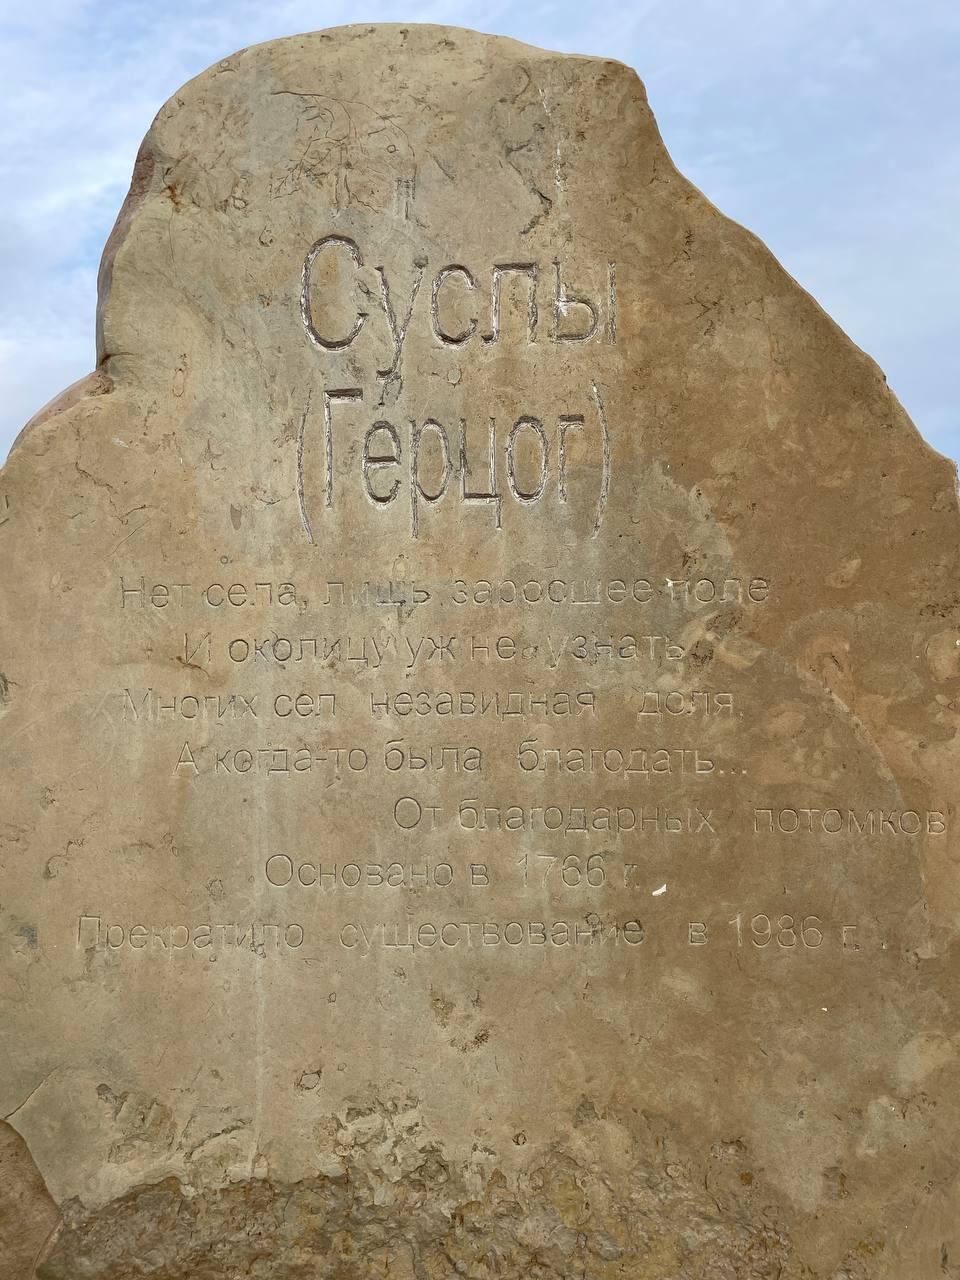 Суслы
(Герцог)
Нет села, лишь заросшее поле
И околицу уж не узнать
Многих сел незавидная доля,
А когда-то была благодать...
От благодарных потомков
Основано в 1766 г.
Прекратило существование в 1986 г.